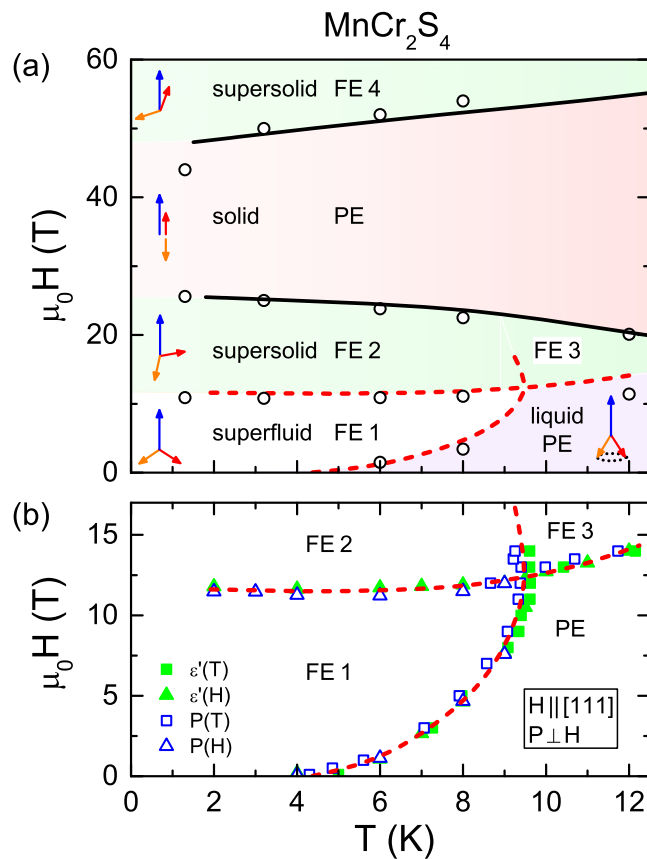 MnCr₂S₄
(a)
60
supersolid FE 4
40
solid PE
μ₀H (T)
20
supersolid FE 2
FE 3
superfluid FE 1
liquid
PE
0
(b)
15
FE 2
FE 3
10
μ₀H (T)
PE
FE 1
5
ε'(T)
ε'(H)
P(T)
P(H)
H||[111]
P⊥H
0
0 2 4 6 8 10 12
T (K)